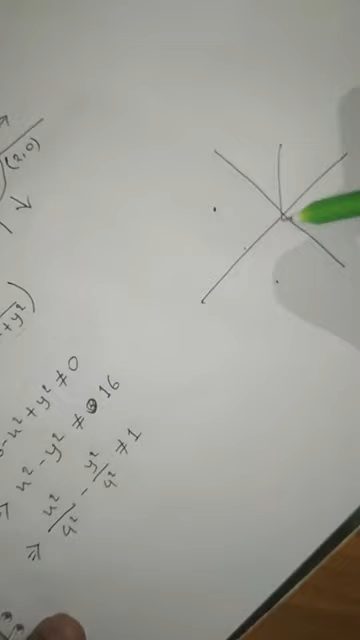 (2,0)
+y²)
-x²+y² ≠ 0
⇒ x² - y² ≠ 16
⇒ x²/4² - y²/4² ≠ 1